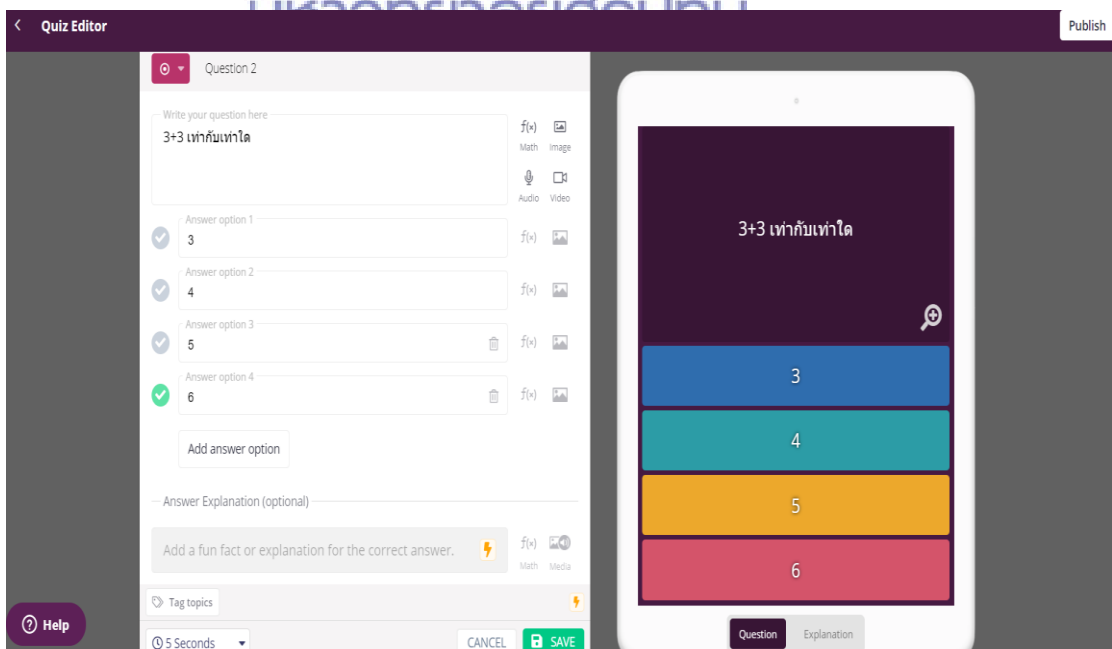 Quiz Editor
Publish
Question 2
Write your question here
3+3 เท่ากับเท่าใด
f(x)
Math
Image
Audio
Video
Answer option 1
3
f(x)
Answer option 2
4
f(x)
Answer option 3
5
f(x)
Answer option 4
6
f(x)
Add answer option
Answer Explanation (optional)
Add a fun fact or explanation for the correct answer.
f(x)
Math
Media
Tag topics
Help
5 Seconds
CANCEL
SAVE
3+3 เท่ากับเท่าใด
3
4
5
6
Question
Explanation